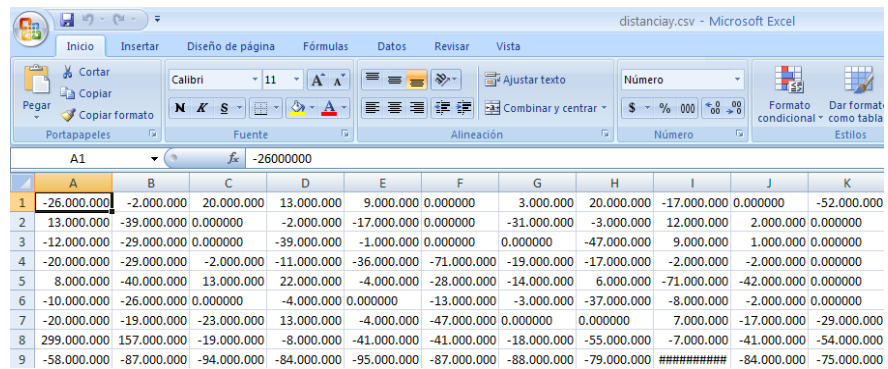 distanciay.csv - Microsoft Excel
Inicio Insertar Diseño de página Fórmulas Datos Revisar Vista
Pegar
Cortar
Copiar
Copiar formato
Portapapeles
Calibri 11 A A
N K S A
Fuente
Ajustar texto
Combinar y centrar
Alineación
Número
$ % 000
Número
Formato condicional
Dar formato como tabla
Estilos
A1 fx -26000000
A B C D E F G H I J K
1 -26.000.000 -2.000.000 20.000.000 13.000.000 9.000.000 0.000000 3.000.000 20.000.000 -17.000.000 0.000000 -52.000.000
2 13.000.000 -39.000.000 0.000000 -2.000.000 -17.000.000 0.000000 -31.000.000 -3.000.000 12.000.000 2.000.000 0.000000
3 -12.000.000 -29.000.000 0.000000 -39.000.000 -1.000.000 0.000000 0.000000 -47.000.000 9.000.000 1.000.000 0.000000
4 -20.000.000 -29.000.000 -2.000.000 -11.000.000 -36.000.000 -71.000.000 -19.000.000 -17.000.000 -2.000.000 -2.000.000 0.000000
5 8.000.000 -40.000.000 13.000.000 22.000.000 -4.000.000 -28.000.000 -14.000.000 6.000.000 -71.000.000 -42.000.000 0.000000
6 -10.000.000 -26.000.000 0.000000 -4.000.000 0.000000 -13.000.000 -3.000.000 -37.000.000 -8.000.000 -2.000.000 0.000000
7 -20.000.000 -19.000.000 -23.000.000 13.000.000 -4.000.000 -47.000.000 0.000000 0.000000 7.000.000 -17.000.000 -29.000.000
8 299.000.000 157.000.000 -19.000.000 -8.000.000 -41.000.000 -41.000.000 -18.000.000 -55.000.000 -7.000.000 -41.000.000 -54.000.000
9 -58.000.000 -87.000.000 -94.000.000 -84.000.000 -95.000.000 -87.000.000 -88.000.000 -79.000.000 ########## -84.000.000 -75.000.000